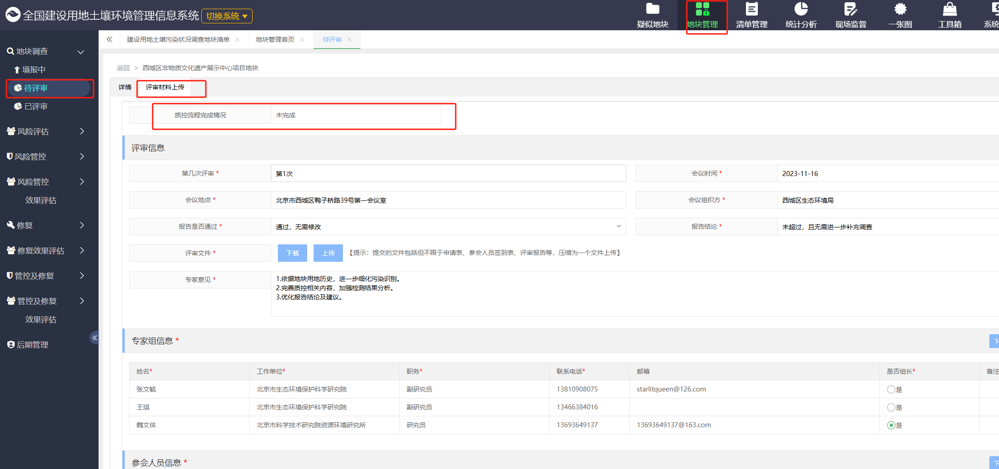 全国建设用地土壤环境管理信息系统 切换系统
疑似地块 地块管理 清单管理 统计分析 现场监督 一张图 工具箱 系统
建设用地土壤污染状况调查地块清单 地块管理首页 待评审
地块调查
填报中
待评审
已评审
风险评估
风险管控
风险管控
效果评估
修复
修复效果评估
管控及修复
管控及修复
效果评估
后期管理
返回 > 西城区非物质文化遗产展示中心项目地块
详情 评审材料上传
质控流程完成情况 未完成
评审信息
第几次评审 * 第1次 会议时间 * 2023-11-16
会议地点 * 北京市西城区鸭子桥路39号第一会议室 会议组织方 * 西城区生态环境局
报告是否通过 * 通过，无需修改 报告结论 * 未超过，且无需进一步补充调查
评审文件 * 下载 上传 【提示：提交的文件包括但不限于申请表、参会人员签到表、评审报告等，压缩为一个文件上传】
专家意见 * 1.依据地块用地历史，进一步细化污染识别。
2.完善质控相关内容，加强检测结果分析。
3.优化报告结论及建议。
专家组信息 * 下
姓名* 工作单位* 职务* 联系电话* 邮箱 是否组长* 备注
张文毓 北京市生态环境保护科学研究院 副研究员 13810908075 starlitqueen@126.com 是
王琪 北京市生态环境保护科学研究院 副研究员 13466384016 是
魏文侠 北京市科学技术研究院资源环境研究所 研究员 13693649137 13693649137@163.com 是
参会人员信息 * 下